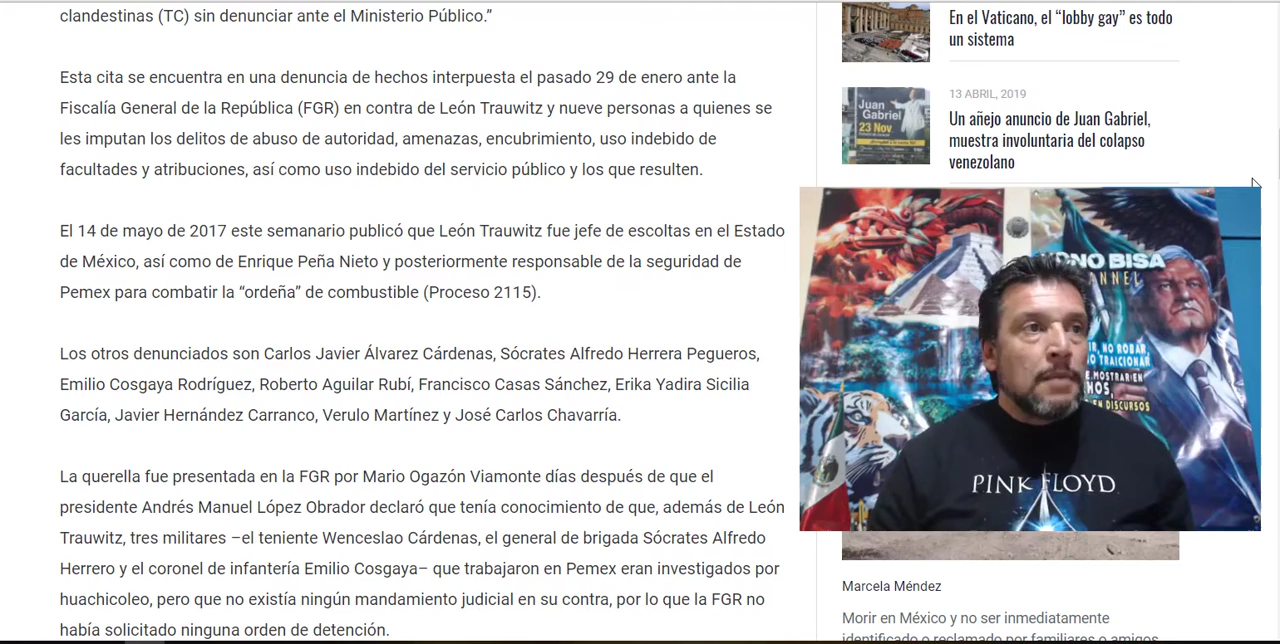 clandestinas (TC) sin denunciar ante el Ministerio Público.”
Esta cita se encuentra en una denuncia de hechos interpuesta el pasado 29 de enero ante la
Fiscalía General de la República (FGR) en contra de León Trauwitz y nueve personas a quienes se
les imputan los delitos de abuso de autoridad, amenazas, encubrimiento, uso indebido de
facultades y atribuciones, así como uso indebido del servicio público y los que resulten.
El 14 de mayo de 2017 este semanario publicó que León Trauwitz fue jefe de escoltas en el Estado
de México, así como de Enrique Peña Nieto y posteriormente responsable de la seguridad de
Pemex para combatir la “ordeña” de combustible (Proceso 2115).
Los otros denunciados son Carlos Javier Álvarez Cárdenas, Sócrates Alfredo Herrera Pegueros,
Emilio Cosgaya Rodríguez, Roberto Aguilar Rubí, Francisco Casas Sánchez, Erika Yadira Sicilia
García, Javier Hernández Carranco, Verulo Martínez y José Carlos Chavarría.
La querella fue presentada en la FGR por Mario Ogazón Viamonte días después de que el
presidente Andrés Manuel López Obrador declaró que tenía conocimiento de que, además de León
Trauwitz, tres militares –el teniente Wenceslao Cárdenas, el general de brigada Sócrates Alfredo
Herrero y el coronel de infantería Emilio Cosgaya– que trabajaron en Pemex eran investigados por
huachicoleo, pero que no existía ningún mandamiento judicial en su contra, por lo que la FGR no
había solicitado ninguna orden de detención.
En el Vaticano, el “lobby gay” es todo
un sistema
13 ABRIL, 2019
Un añejo anuncio de Juan Gabriel,
muestra involuntaria del colapso
venezolano
Juan
Gabriel
23 Nov.
NO BISA
NNEL
NO ROBAR,
TRAICIONAR
MOSTRAR EN
EN DISCURSOS
PINK FLOYD
Marcela Méndez
Morir en México y no ser inmediatamente
identificado o reclamado por familiares o amigos